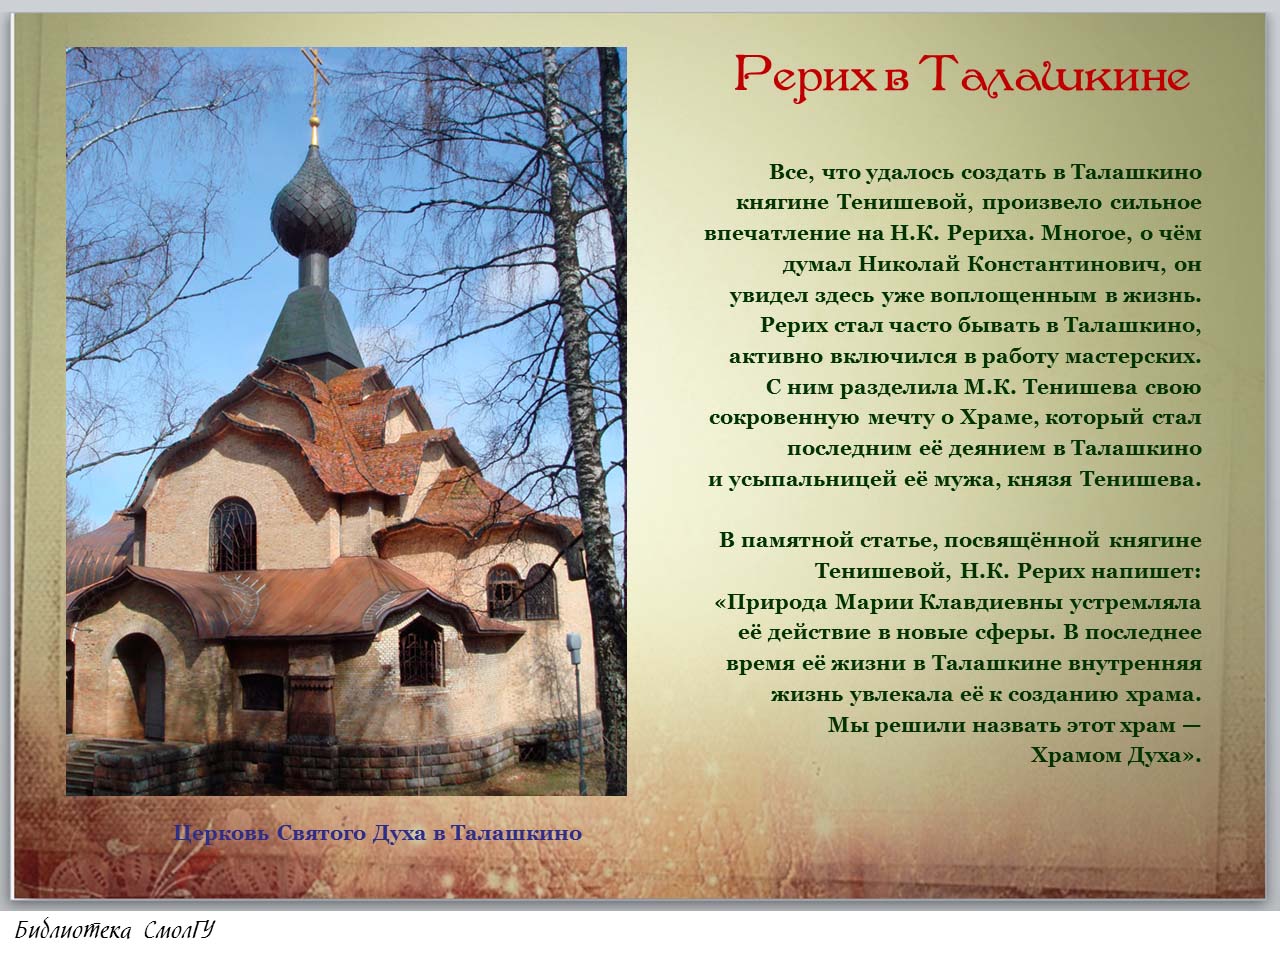 Рерих в Талашкине
Все, что удалось создать в Талашкино
княгине Тенишевой, произвело сильное
впечатление на Н.К. Рериха. Многое, о чём
думал Николай Константинович, он
увидел здесь уже воплощенным в жизнь.
Рерих стал часто бывать в Талашкино,
активно включился в работу мастерских.
С ним разделила М.К. Тенишева свою
сокровенную мечту о Храме, который стал
последним её деянием в Талашкино
и усыпальницей её мужа, князя Тенишева.
В памятной статье, посвящённой княгине
Тенишевой, Н.К. Рерих напишет:
«Природа Марии Клавдиевны устремляла
её действие в новые сферы. В последнее
время её жизни в Талашкине внутренняя
жизнь увлекала её к созданию храма.
Мы решили назвать этот храм —
Храмом Духа».
Церковь Святого Духа в Талашкино
Библиотека СмолГУ